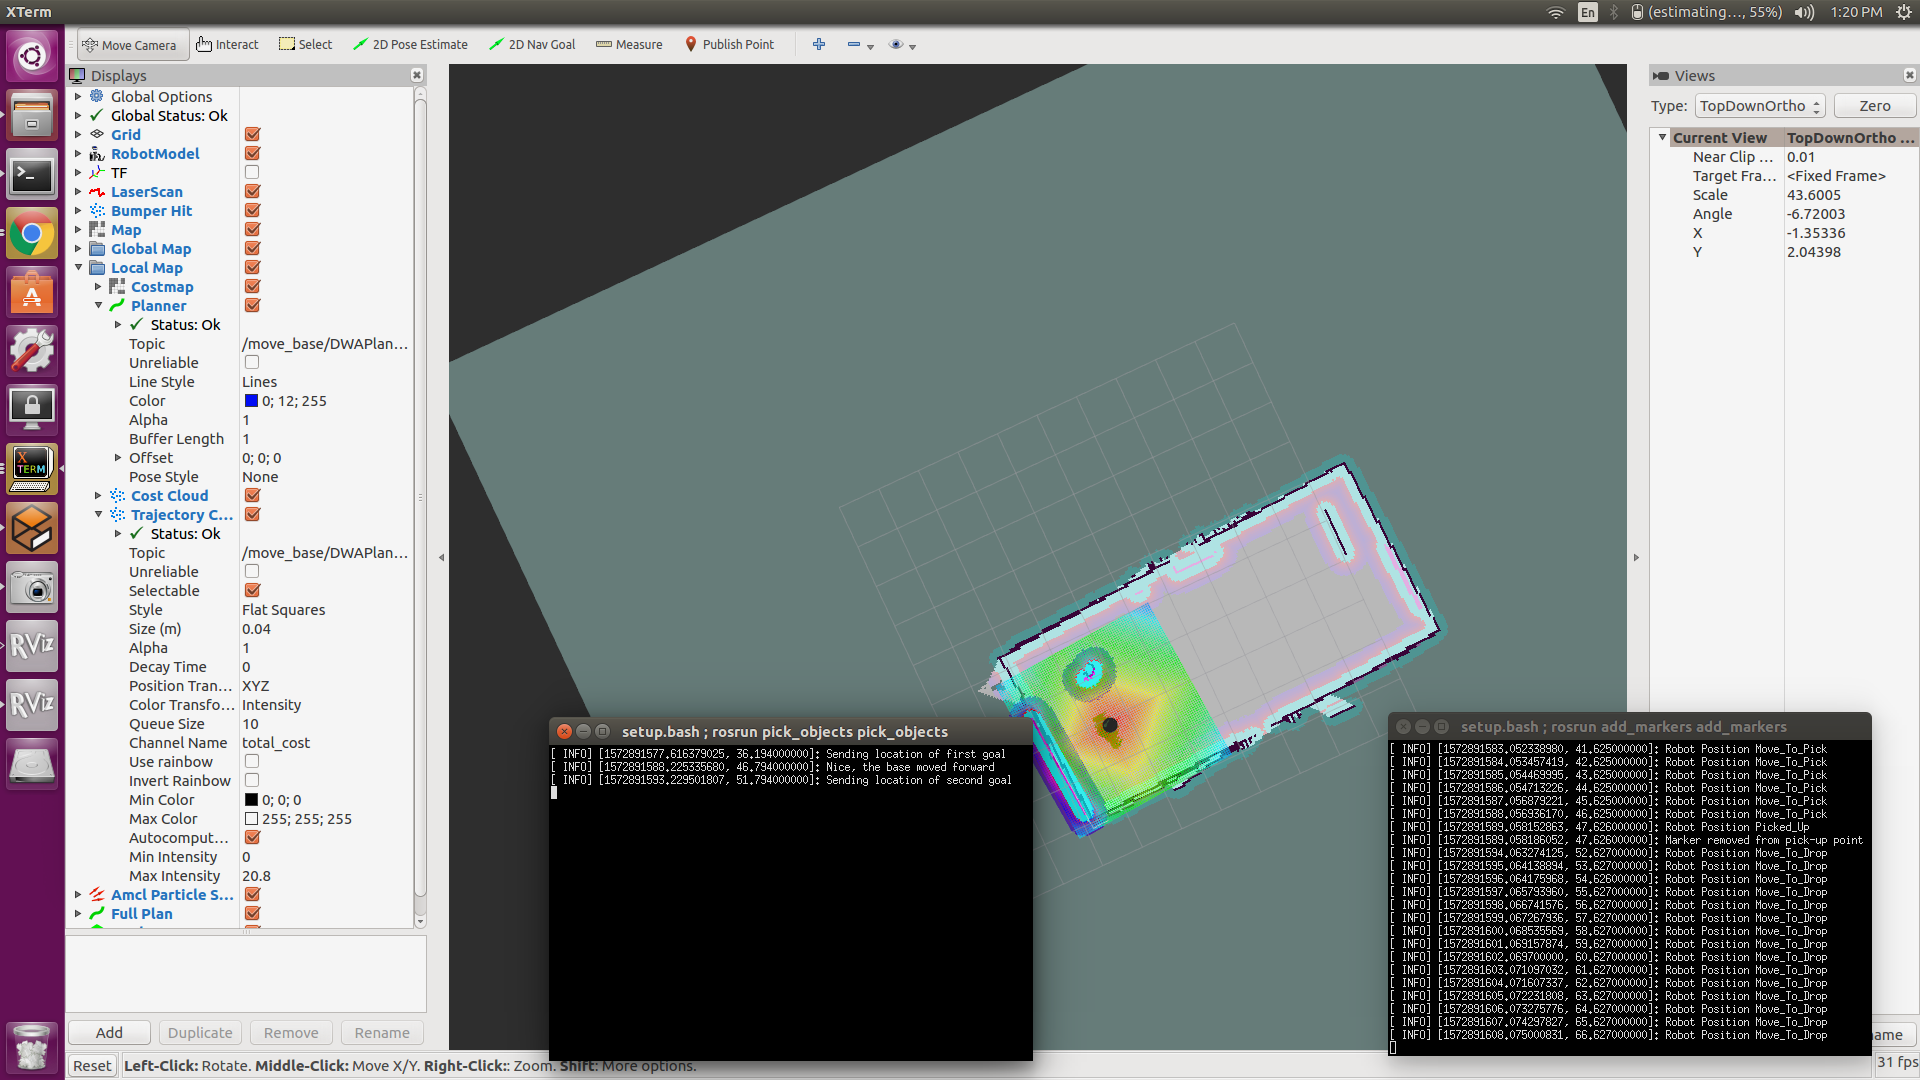 XTerm
En
(estimating..., 55%)
1:20 PM
Move Camera
Interact
Select
2D Pose Estimate
2D Nav Goal
Measure
Publish Point
Displays
Global Options
Global Status: Ok
Grid
RobotModel
TF
LaserScan
Bumper Hit
Map
Global Map
Local Map
Costmap
Planner
Status: Ok
Topic /move_base/DWAPlan...
Unreliable
Line Style Lines
Color 0; 12; 255
Alpha 1
Buffer Length 1
Offset 0; 0; 0
Pose Style None
Cost Cloud
Trajectory C...
Status: Ok
Topic /move_base/DWAPlan...
Unreliable
Selectable
Style Flat Squares
Size (m) 0.04
Alpha 1
Decay Time 0
Position Tran... XYZ
Color Transfo... Intensity
Queue Size 10
Channel Name total_cost
Use rainbow
Invert Rainbow
Min Color 0; 0; 0
Max Color 255; 255; 255
Autocomput...
Min Intensity 0
Max Intensity 20.8
Amcl Particle S...
Full Plan
Add
Duplicate
Remove
Rename
Reset
Left-Click: Rotate. Middle-Click: Move X/Y. Right-Click:: Zoom. Shift: More options.
31 fps
Views
Type: TopDownOrtho
Zero
Current View TopDownOrtho ...
Near Clip ... 0.01
Target Fra... <Fixed Frame>
Scale 43.6005
Angle -6.72003
X -1.35336
Y 2.04398
ame
X TERM
RViz
RViz
setup.bash ; rosrun pick_objects pick_objects
[ INFO] [1572891577.616379025, 36.194000000]: Sending location of first goal
[ INFO] [1572891588.225335680, 46.794000000]: Nice, the base moved forward
[ INFO] [1572891593.229501807, 51.794000000]: Sending location of second goal
setup.bash ; rosrun add_markers add_markers
[ INFO] [1572891583.052338980, 41.625000000]: Robot Position Move_To_Pick
[ INFO] [1572891584.053457419, 42.625000000]: Robot Position Move_To_Pick
[ INFO] [1572891585.054469995, 43.625000000]: Robot Position Move_To_Pick
[ INFO] [1572891586.054713226, 44.625000000]: Robot Position Move_To_Pick
[ INFO] [1572891587.056879221, 45.625000000]: Robot Position Move_To_Pick
[ INFO] [1572891588.056936170, 46.625000000]: Robot Position Move_To_Pick
[ INFO] [1572891589.058152863, 47.626000000]: Robot Position Picked_Up
[ INFO] [1572891589.058186052, 47.626000000]: Marker removed from pick-up point
[ INFO] [1572891594.063274125, 52.627000000]: Robot Position Move_To_Drop
[ INFO] [1572891595.064138894, 53.627000000]: Robot Position Move_To_Drop
[ INFO] [1572891596.064175968, 54.626000000]: Robot Position Move_To_Drop
[ INFO] [1572891597.065793960, 55.627000000]: Robot Position Move_To_Drop
[ INFO] [1572891598.066741576, 56.627000000]: Robot Position Move_To_Drop
[ INFO] [1572891599.067267936, 57.627000000]: Robot Position Move_To_Drop
[ INFO] [1572891600.068535569, 58.627000000]: Robot Position Move_To_Drop
[ INFO] [1572891601.069157874, 59.627000000]: Robot Position Move_To_Drop
[ INFO] [1572891602.069700000, 60.627000000]: Robot Position Move_To_Drop
[ INFO] [1572891603.071097032, 61.627000000]: Robot Position Move_To_Drop
[ INFO] [1572891604.071607337, 62.627000000]: Robot Position Move_To_Drop
[ INFO] [1572891605.072231808, 63.627000000]: Robot Position Move_To_Drop
[ INFO] [1572891606.073275776, 64.627000000]: Robot Position Move_To_Drop
[ INFO] [1572891607.074297827, 65.627000000]: Robot Position Move_To_Drop
[ INFO] [1572891608.075000831, 66.627000000]: Robot Position Move_To_Drop